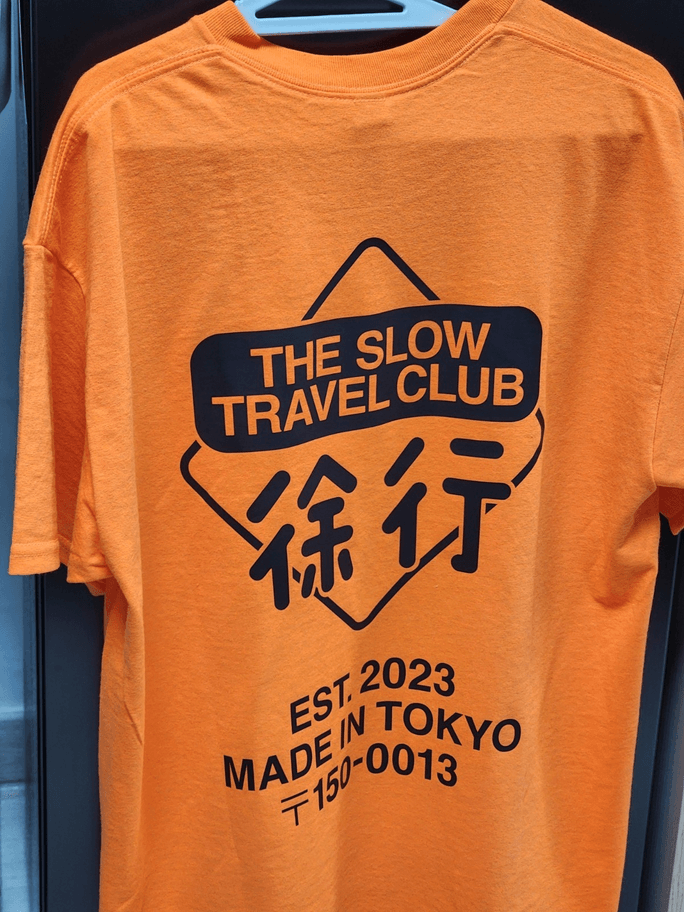 THE SLOW
TRAVEL CLUB
徐行
EST. 2023
MADE IN TOKYO
〒150-0013